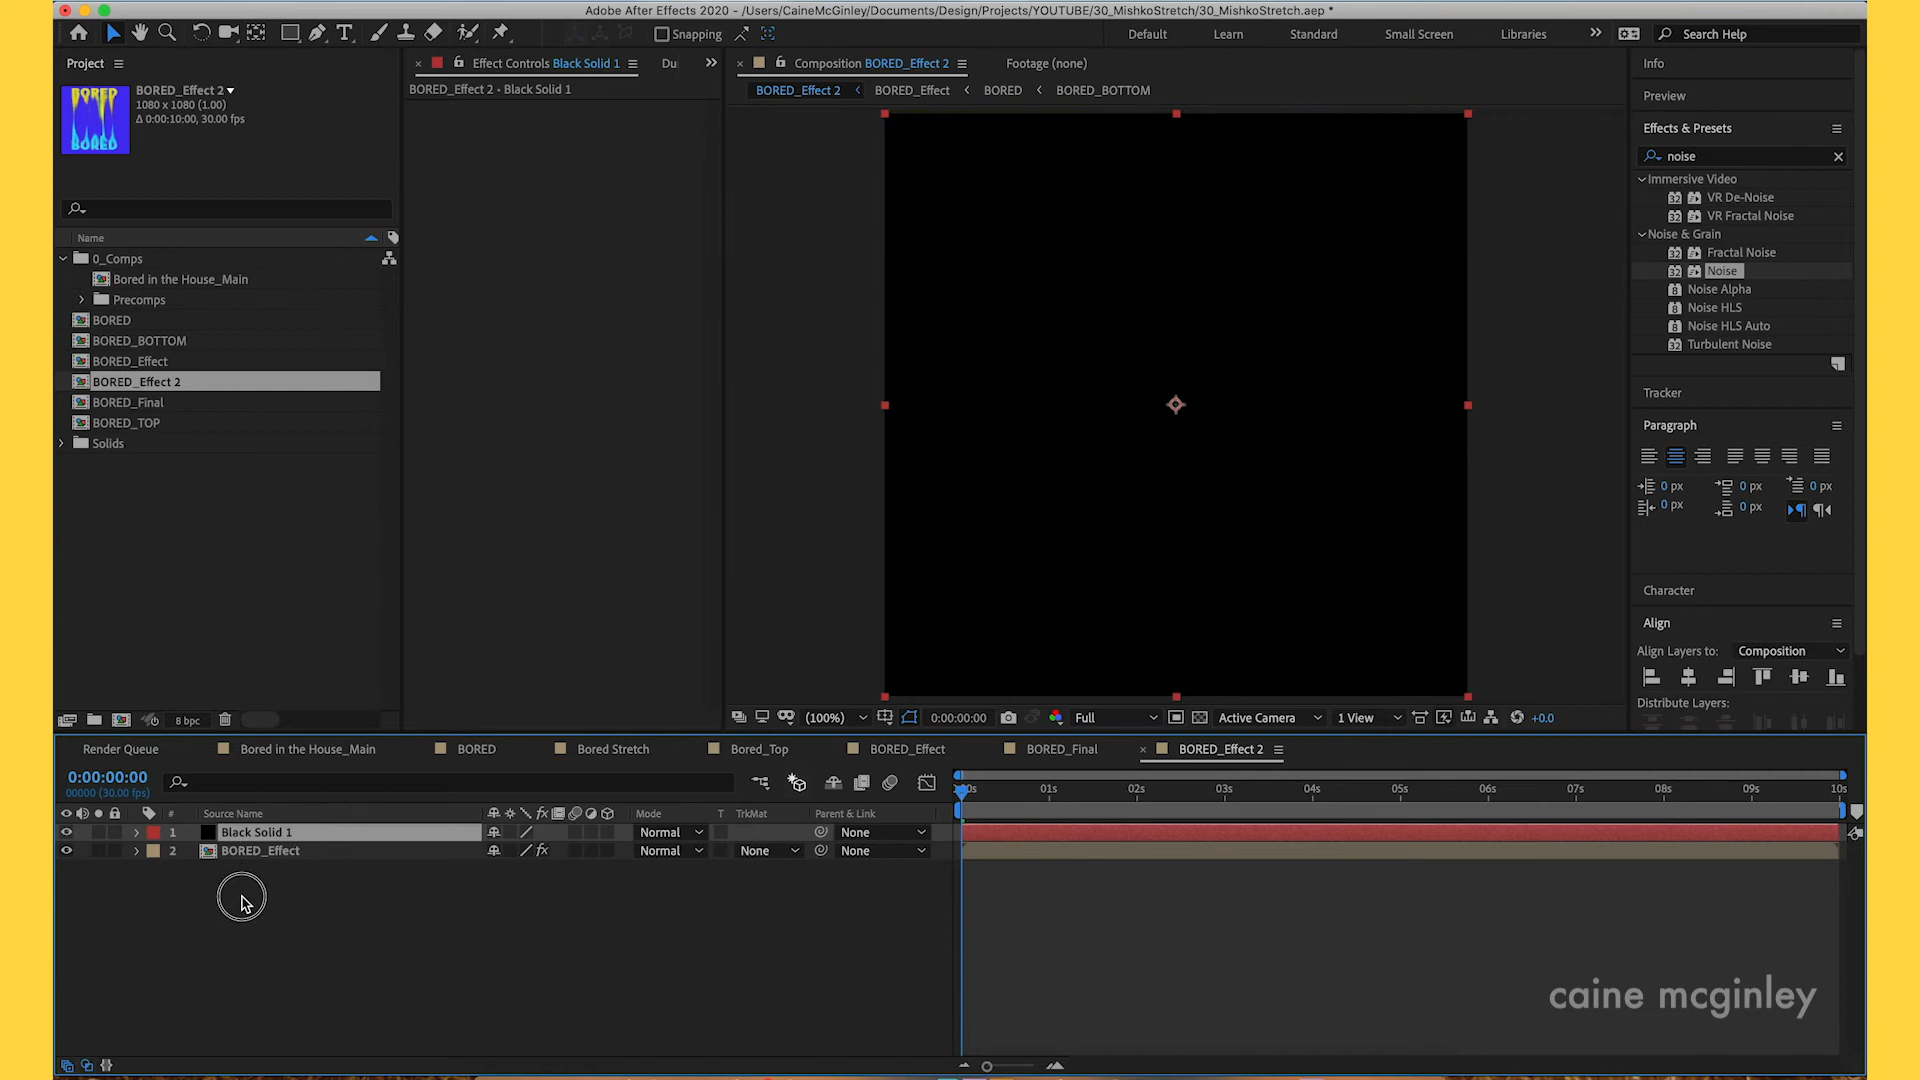 Adobe After Effects 2020 - /Users/CaineMcGinley/Documents/Design/Projects/YOUTUBE/30_MishkoStretch/30_MishkoStretch.aep *
Snapping
Default
Learn
Standard
Small Screen
Libraries
Search Help
Project
Effect Controls Black Solid 1
Du
Composition BORED_Effect 2
Footage (none)
Info
BORED_Effect 2
1080 x 1080 (1.00)
Δ 0:00:10:00, 30.00 fps
BORED
BORED
BORED_Effect 2 • Black Solid 1
BORED_Effect 2
BORED_Effect
BORED
BORED_BOTTOM
Preview
Effects & Presets
noise
Immersive Video
VR De-Noise
VR Fractal Noise
Noise & Grain
Fractal Noise
Noise
Noise Alpha
Noise HLS
Noise HLS Auto
Turbulent Noise
Name
0_Comps
Bored in the House_Main
Precomps
BORED
BORED_BOTTOM
BORED_Effect
BORED_Effect 2
BORED_Final
BORED_TOP
Solids
Tracker
Paragraph
0 px
0 px
0 px
0 px
0 px
Character
Align
Align Layers to:
Composition
Distribute Layers:
8 bpc
(100%)
0:00:00:00
Full
Active Camera
1 View
+0.0
Render Queue
Bored in the House_Main
BORED
Bored Stretch
Bored_Top
BORED_Effect
BORED_Final
BORED_Effect 2
0:00:00:00
00000 (30.00 fps)
00s
01s
02s
03s
04s
05s
06s
07s
08s
09s
10s
#
Source Name
Mode
T
TrkMat
Parent & Link
1
Black Solid 1
Normal
None
2
BORED_Effect
Normal
None
None
caine mcginley